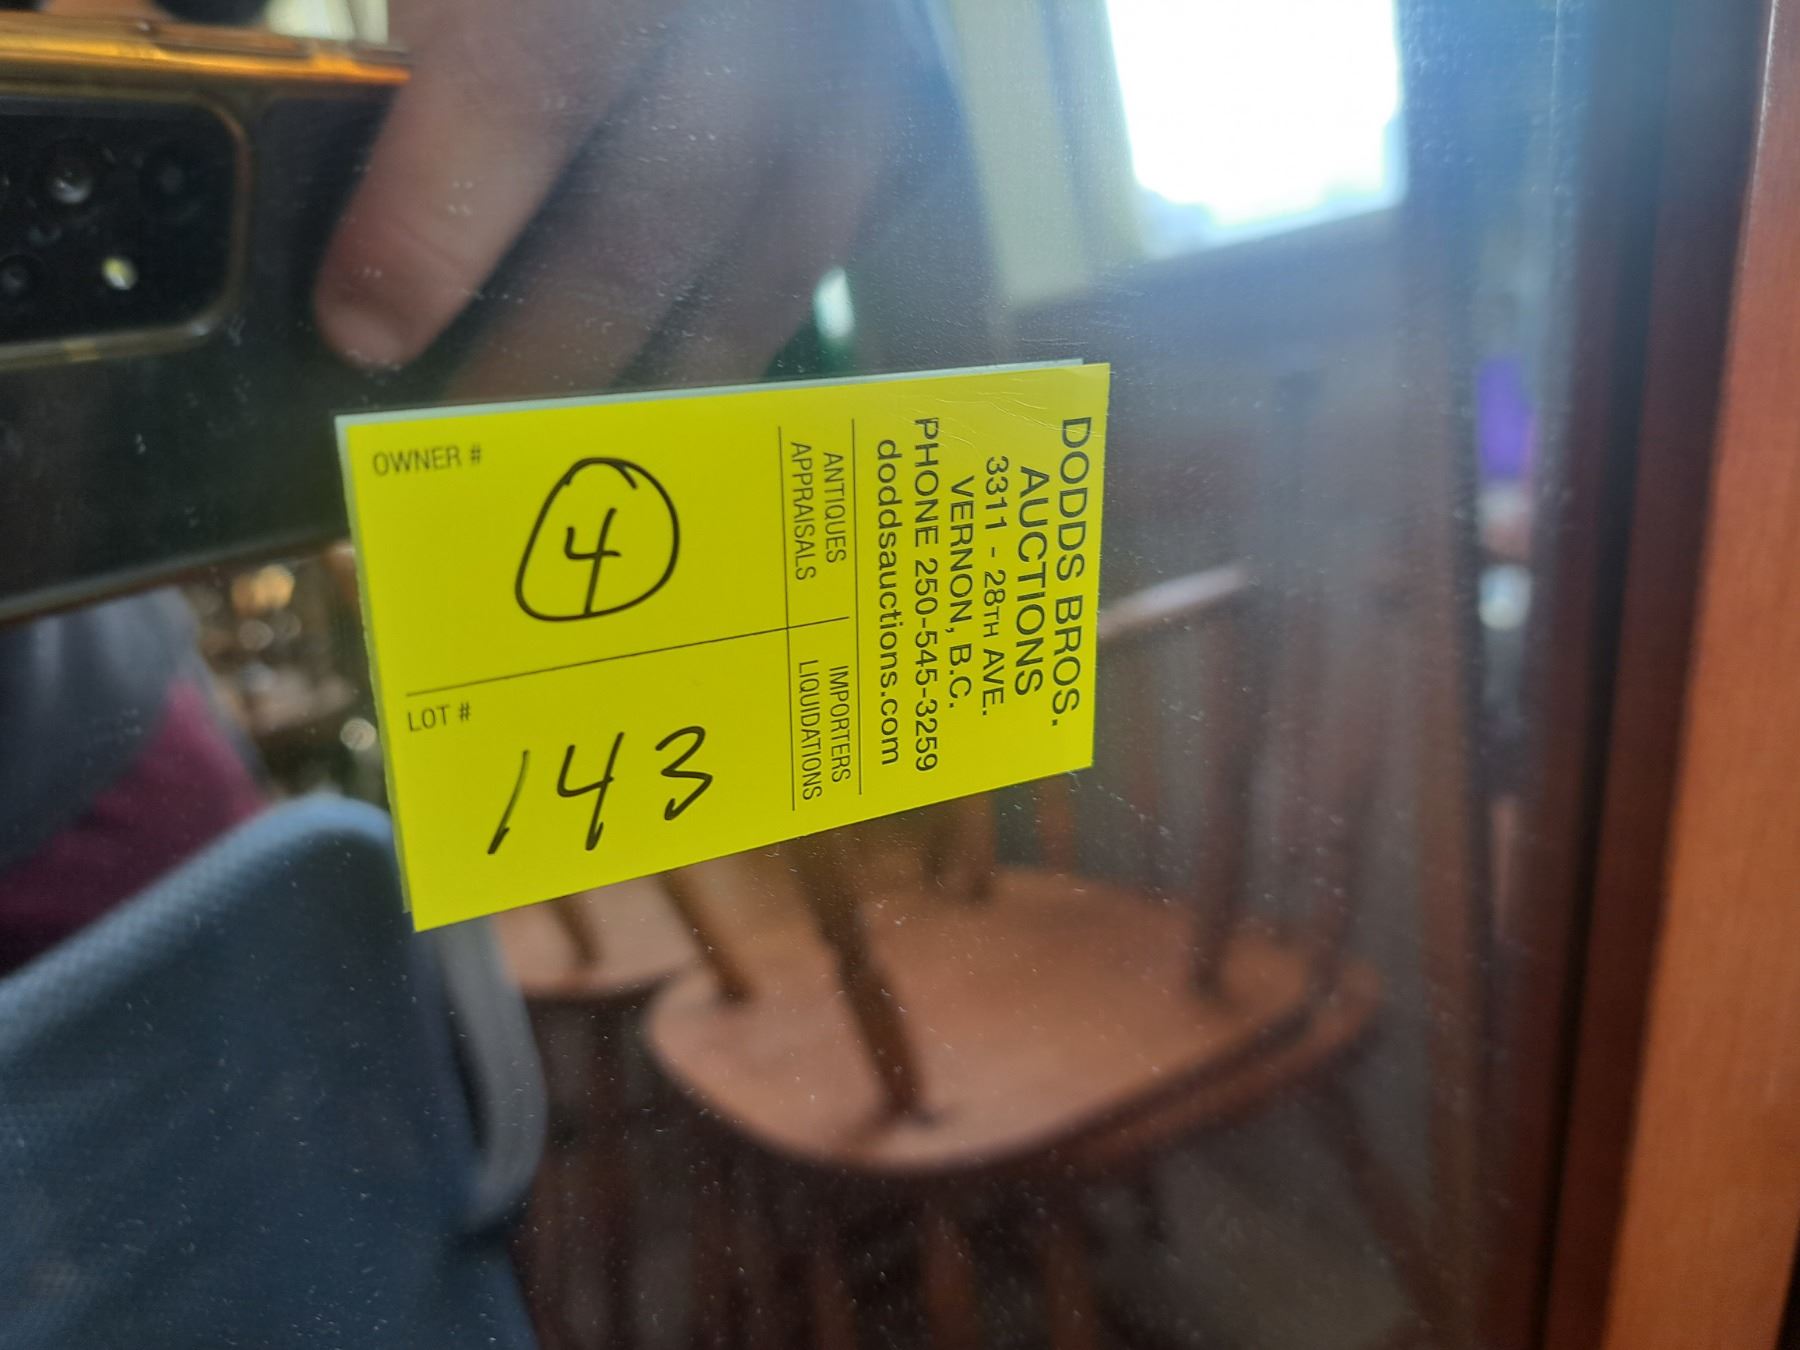 DODDS BROS.
AUCTIONS
3311 - 28TH AVE.
VERNON, B.C.
PHONE 250-545-3259
doddsauctions.com
ANTIQUES
APPRAISALS
IMPORTERS
LIQUIDATIONS
OWNER #
4
LOT #
143